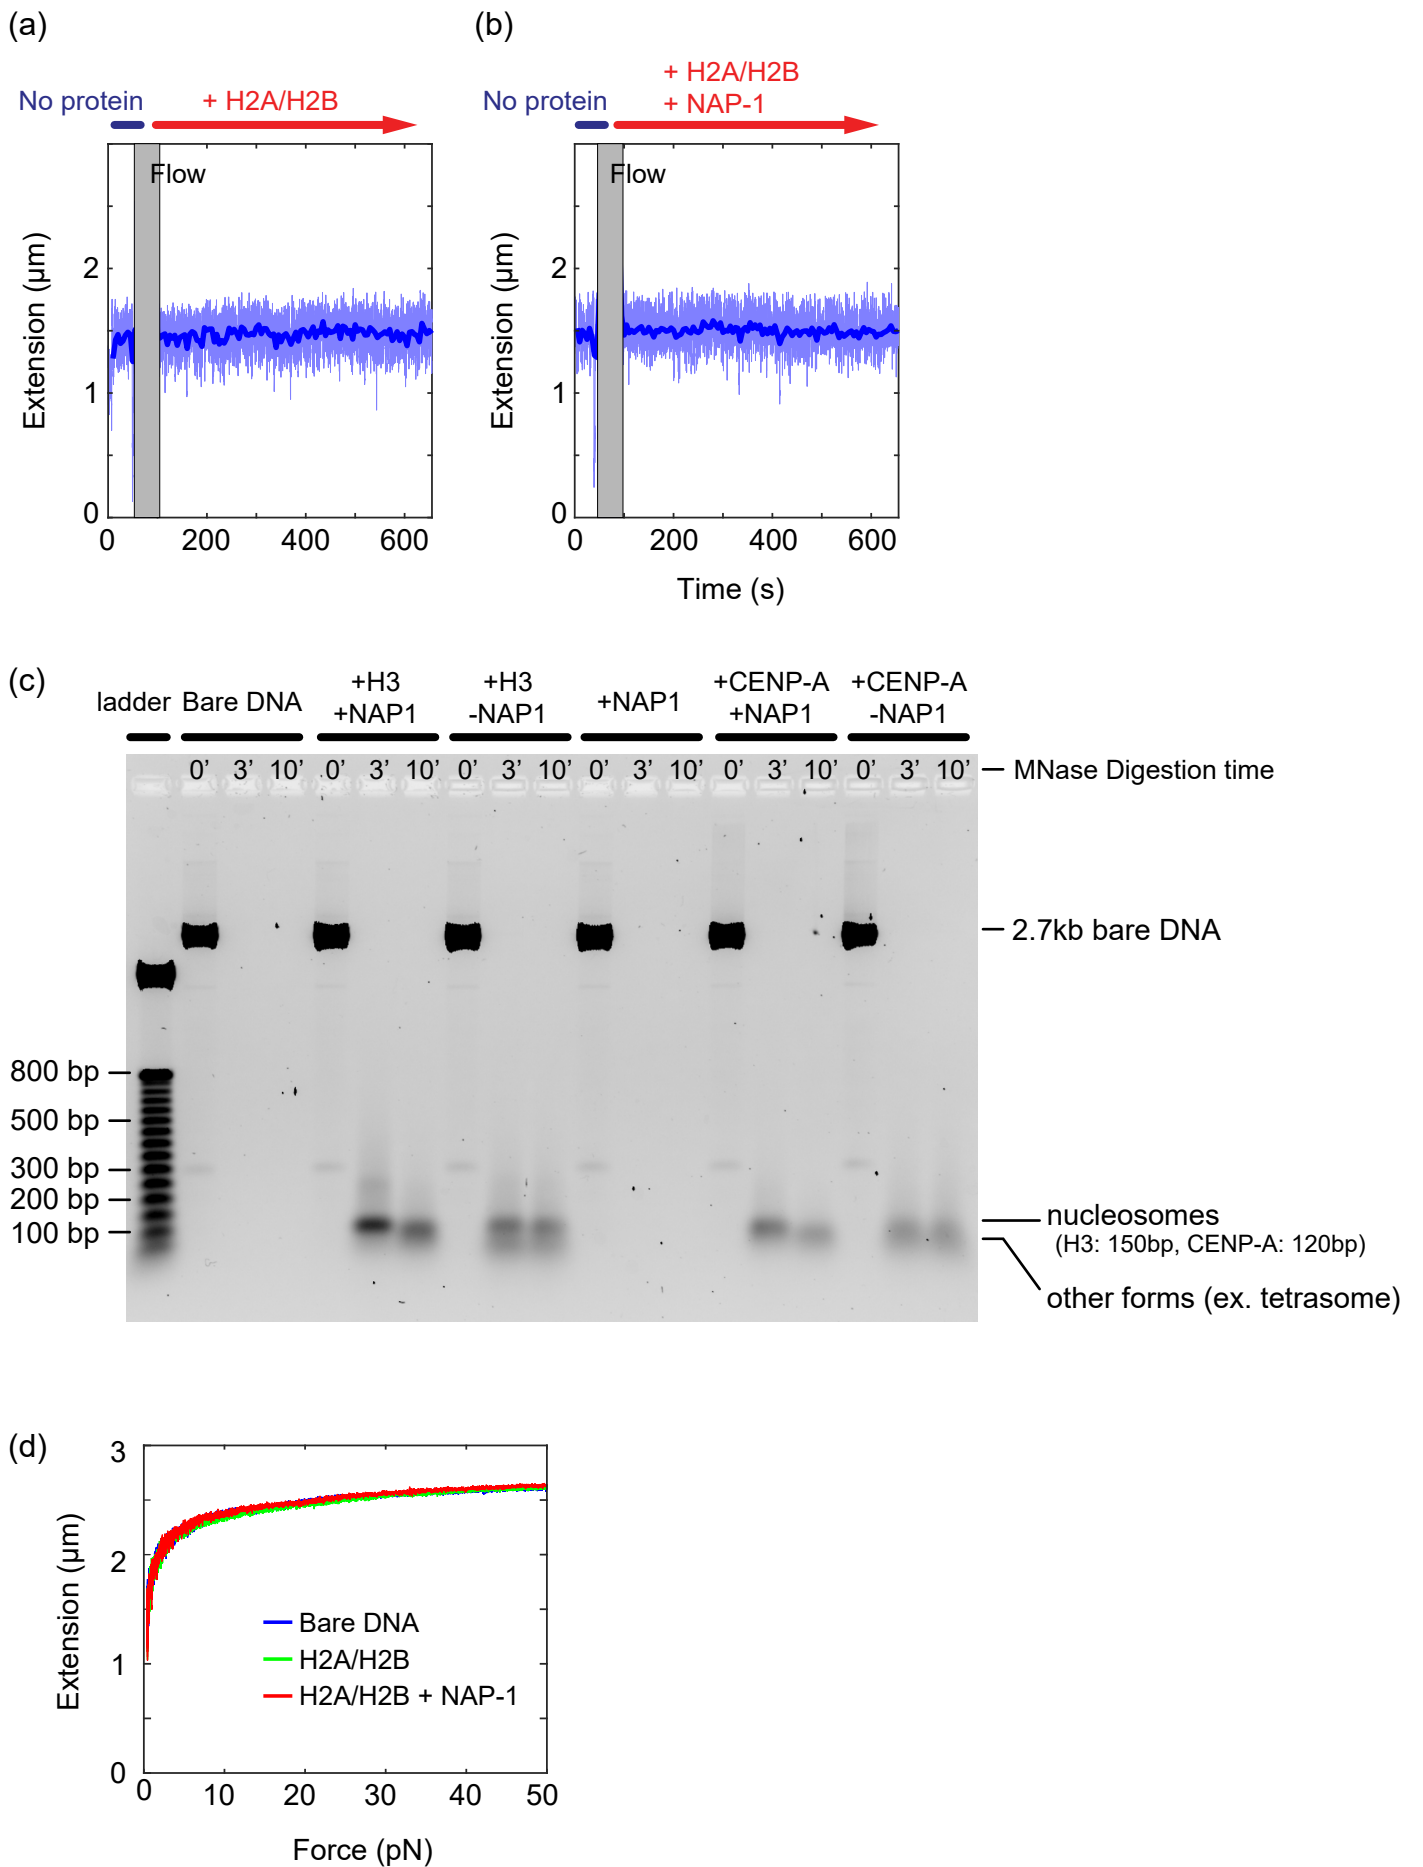 (a)
(b)
No protein
+ H2A/H2B
No protein
+ H2A/H2B
+ NAP-1
Flow
Flow
Extension (μm)
2
1
0
0
200
400
600
Extension (μm)
2
1
0
0
200
400
600
Time (s)
(c)
ladder
Bare DNA
+H3
+NAP1
+H3
-NAP1
+NAP1
+CENP-A
+NAP1
+CENP-A
-NAP1
0’ 3’ 10’ 0’ 3’ 10’ 0’ 3’ 10’ 0’ 3’ 10’ 0’ 3’ 10’ 0’ 3’ 10’
MNase Digestion time
2.7kb bare DNA
800 bp
500 bp
300 bp
200 bp
100 bp
nucleosomes
(H3: 150bp, CENP-A: 120bp)
other forms (ex. tetrasome)
(d)
Extension (μm)
3
2
1
0
Bare DNA
H2A/H2B
H2A/H2B + NAP-1
0
10
20
30
40
50
Force (pN)